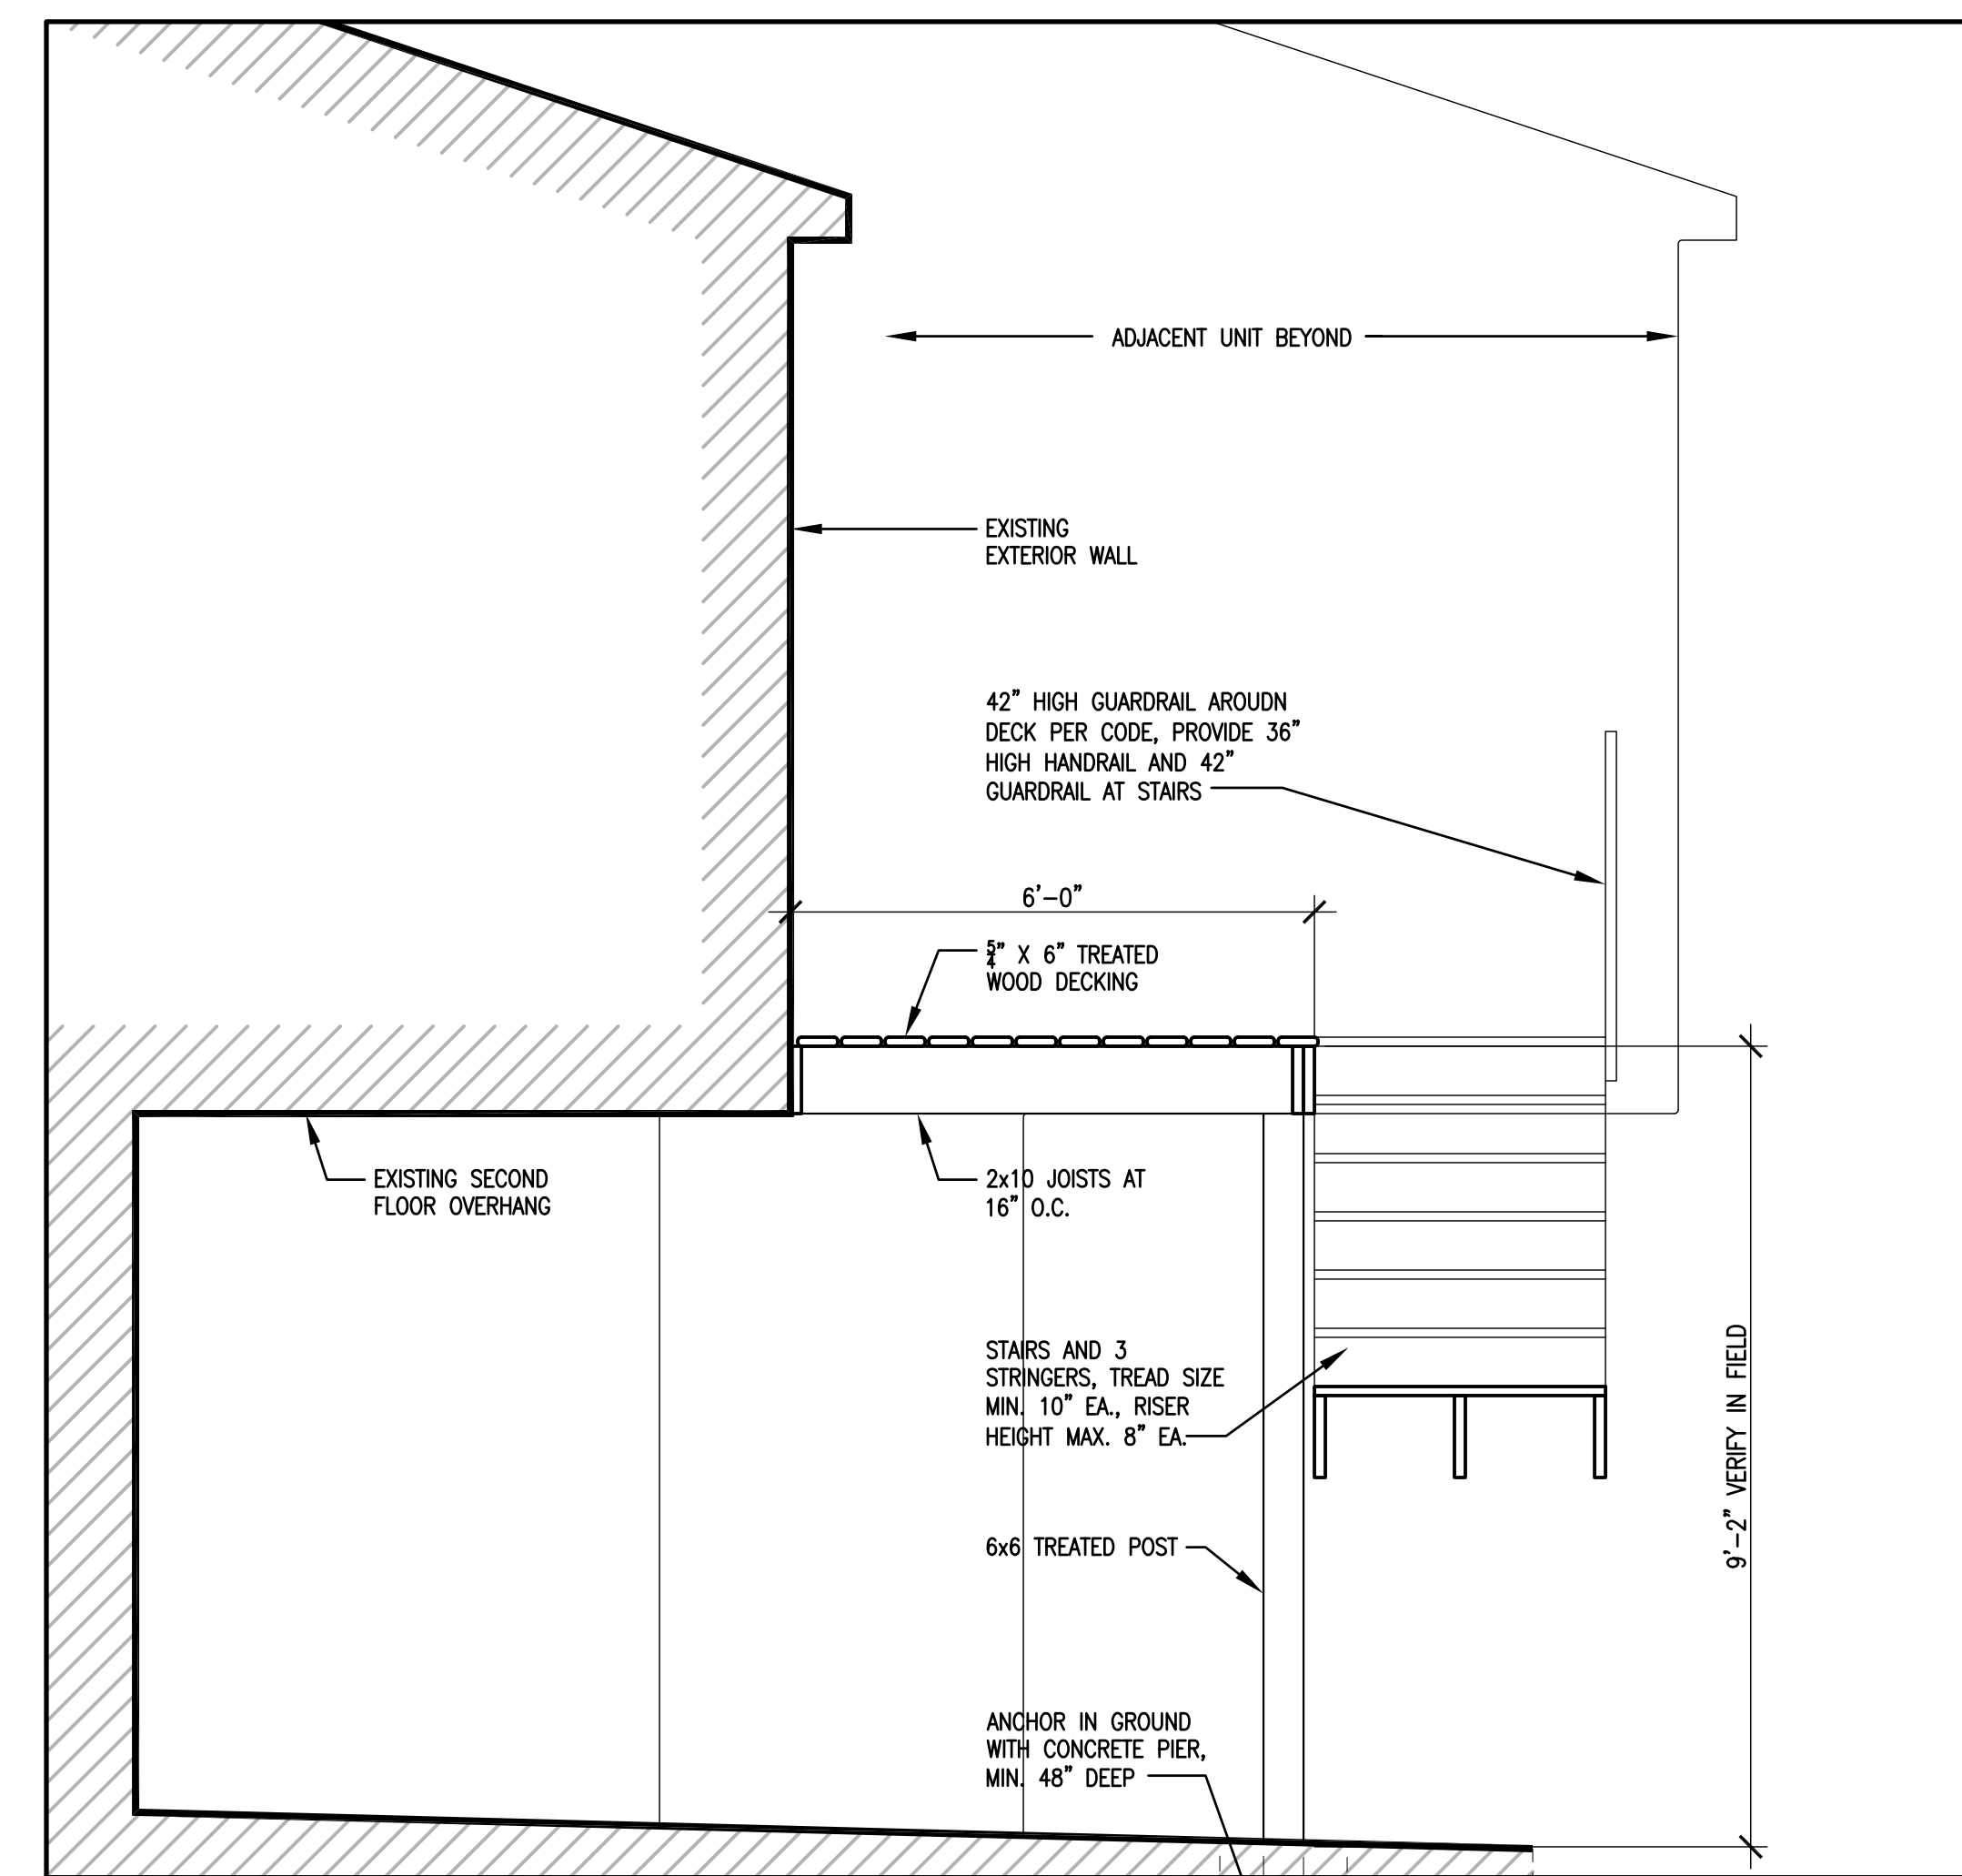 ADJACENT UNIT BEYOND
EXISTING
EXTERIOR WALL
42” HIGH GUARDRAIL AROUDN
DECK PER CODE, PROVIDE 36”
HIGH HANDRAIL AND 42”
GUARDRAIL AT STAIRS
6’-0”
5/4” X 6” TREATED
WOOD DECKING
EXISTING SECOND
FLOOR OVERHANG
2x10 JOISTS AT
16” O.C.
STAIRS AND 3
STRINGERS, TREAD SIZE
MIN. 10” EA., RISER
HEIGHT MAX. 8” EA.
9’-2” VERIFY IN FIELD
6x6 TREATED POST
ANCHOR IN GROUND
WITH CONCRETE PIER,
MIN. 48” DEEP